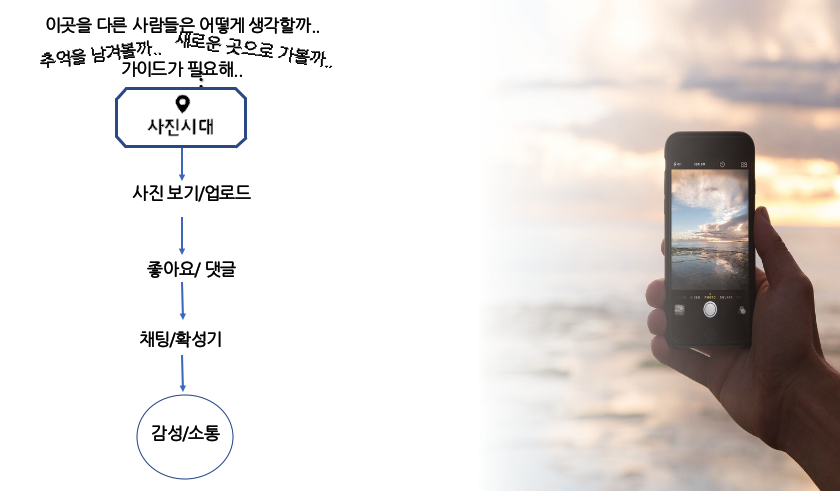 이곳을 다른 사람들은 어떻게 생각할까..
추억을 남겨볼까..
새로운 곳으로 가볼까..
가이드가 필요해..
사진시대
사진 보기/업로드
좋아요/ 댓글
채팅/확성기
감성/소통
PHOTO